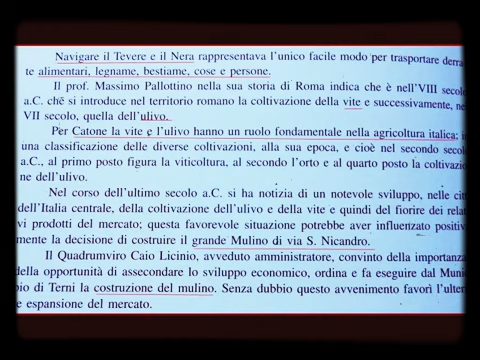 Navigare il Tevere e il Nera rappresentava l'unico facile modo per trasportare derra
te alimentari, legname, bestiame, cose e persone.
Il prof. Massimo Pallottino nella sua storia di Roma indica che è nell'VIII secolo
a.C. che si introduce nel territorio romano la coltivazione della vite e successivamente, ne
VII secolo, quella dell'ulivo.
Per Catone la vite e l'ulivo hanno un ruolo fondamentale nella agricoltura italica; i
una classificazione delle diverse coltivazioni, alla sua epoca, e cioè nel secondo seco
a.C., al primo posto figura la viticoltura, al secondo l'orto e al quarto posto la coltivazio
ne dell'ulivo.
Nel corso dell'ultimo secolo a.C. si ha notizia di un notevole sviluppo, nelle cit
dell'Italia centrale, della coltivazione dell'ulivo e della vite e quindi del fiorire dei rela
vi prodotti del mercato; questa favorevole situazione potrebbe aver influenzato positiva
mente la decisione di costruire il grande Mulino di via S. Nicandro.
Il Quadrumviro Caio Licinio, avveduto amministratore, convinto della importanza
della opportunità di assecondare lo sviluppo economico, ordina e fa eseguire dal Muni
pio di Terni la costruzione del mulino. Senza dubbio questo avvenimento favorì l'ulter
e espansione del mercato.